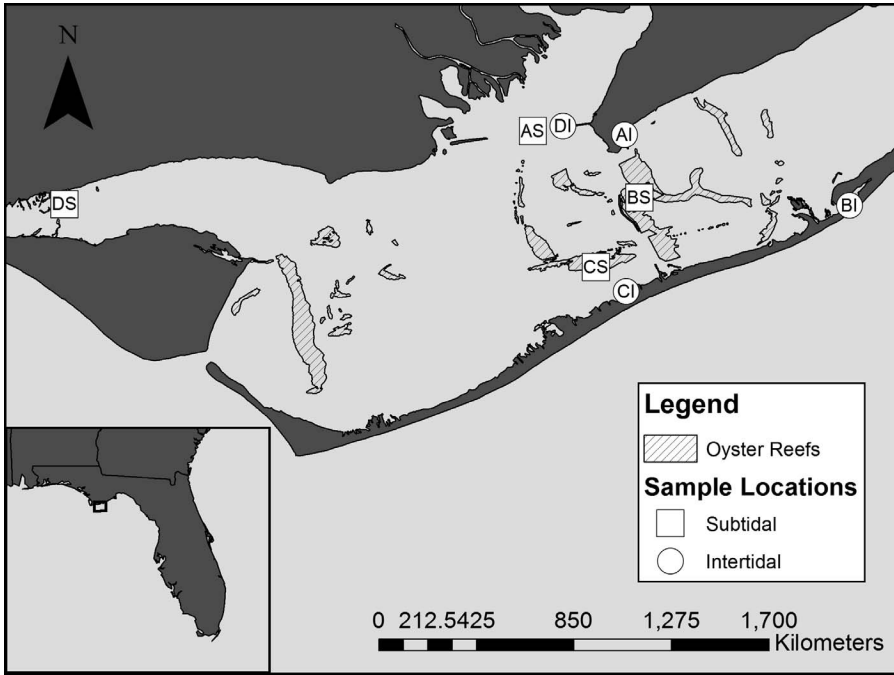 N
AS
DI
AI
DS
BS
BI
CS
CI
Legend
Oyster Reefs
Sample Locations
Subtidal
Intertidal
0 212.5425 850 1,275 1,700
Kilometers